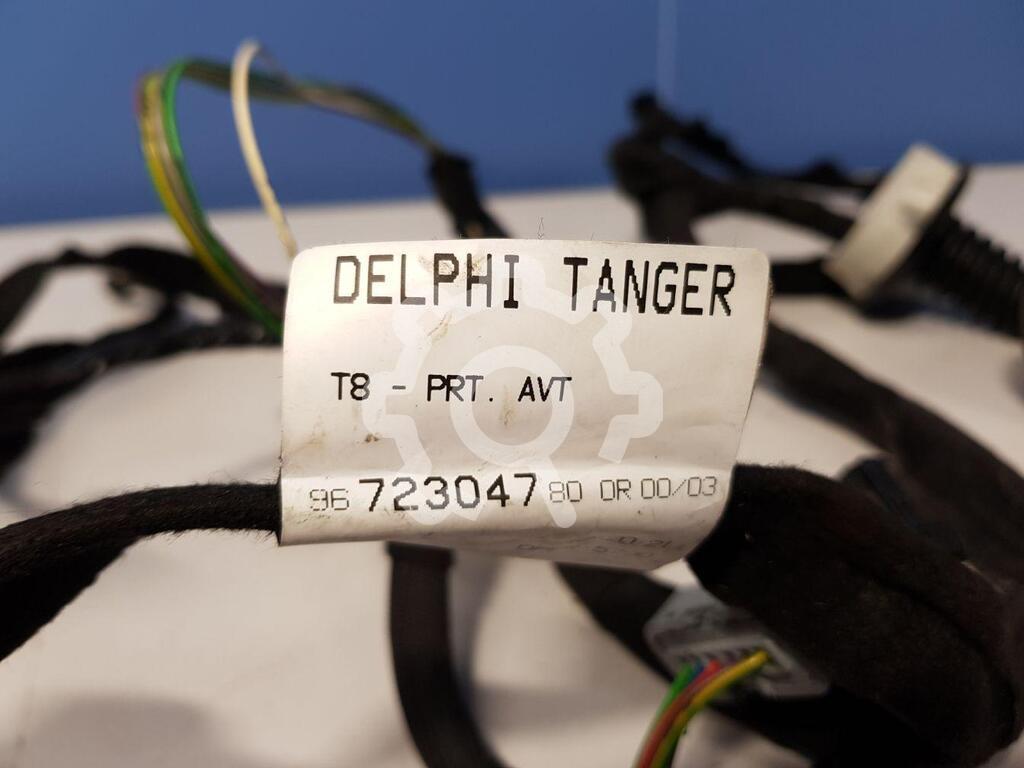 DELPHI TANGER
T8 - PRT. AVT
96 723047 80 OR 00/03